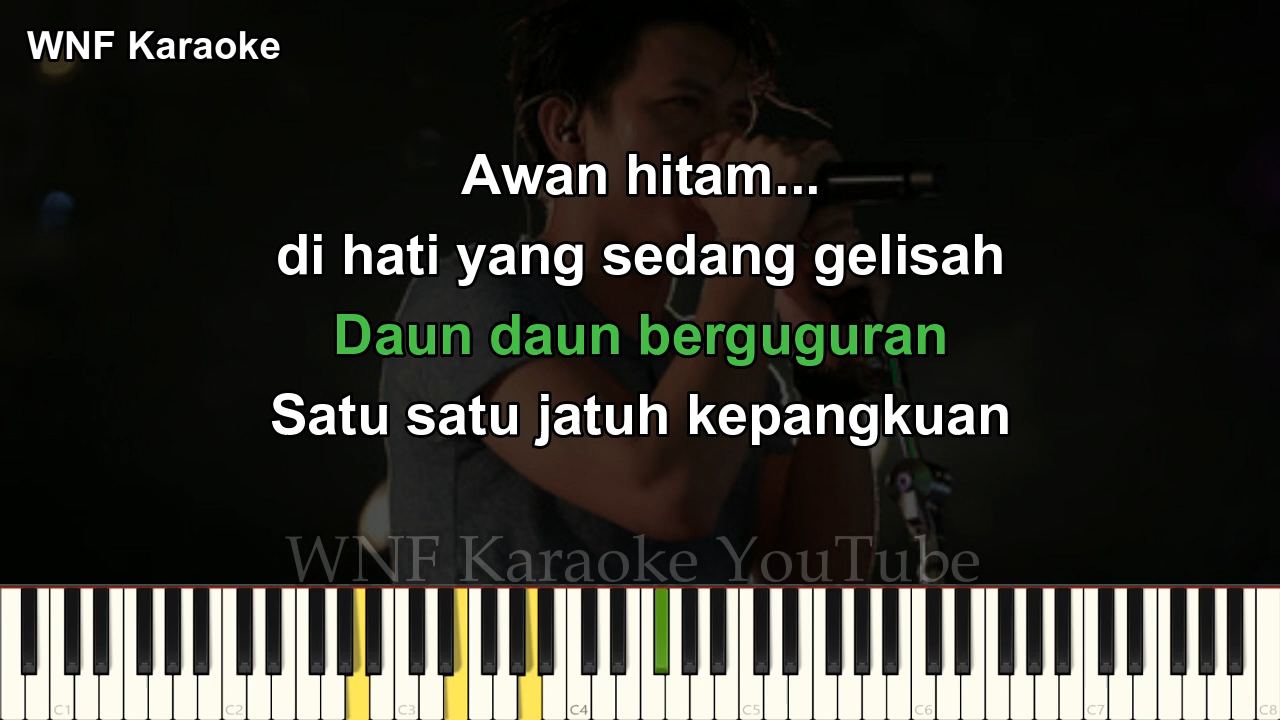 WNF Karaoke
Awan hitam...
di hati yang sedang gelisah
Daun daun berguguran
Satu satu jatuh kepangkuan
WNF Karaoke YouTube
C1 C2 C3 C4 C5 C6 C7 C8